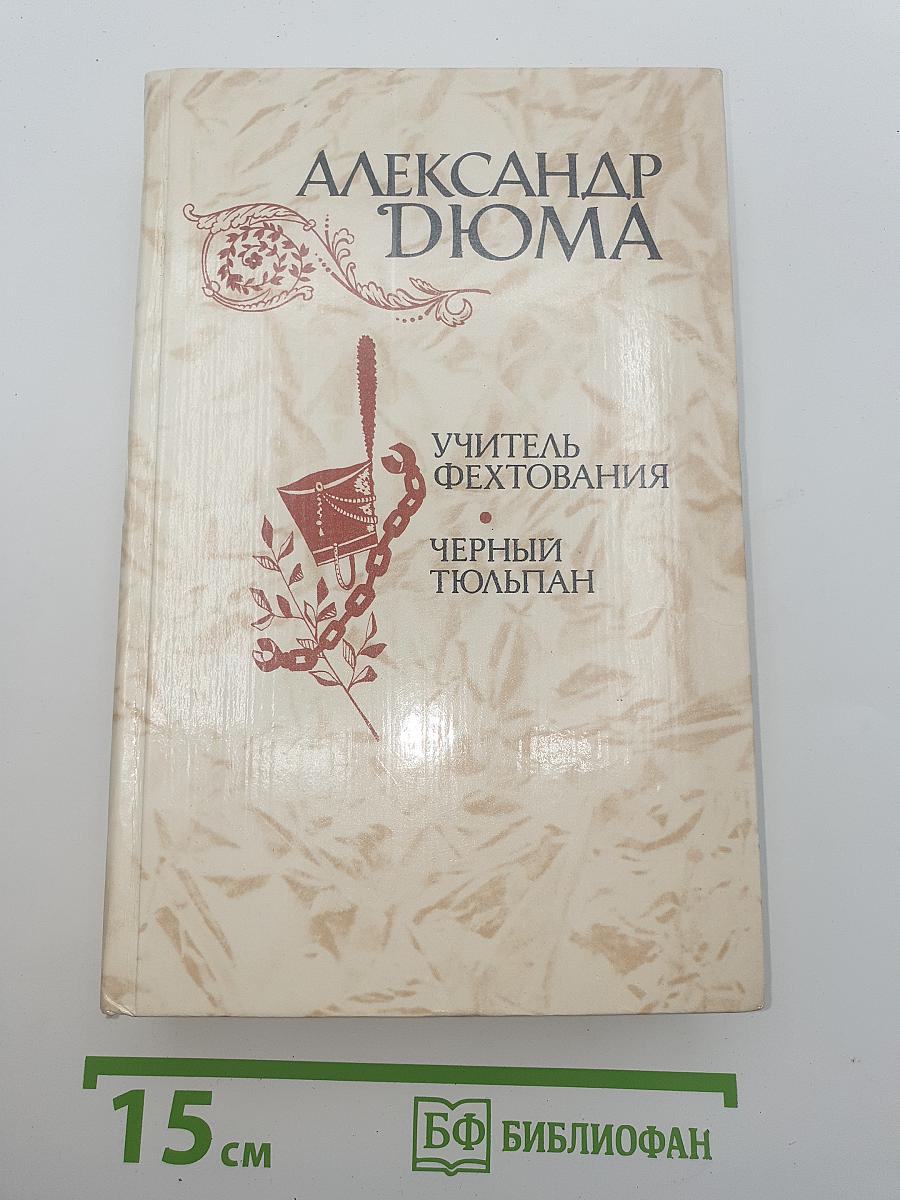 АЛЕКСАНДР
ДЮМА
УЧИТЕЛЬ
ФЕХТОВАНИЯ
ЧЕРНЫЙ
ТЮЛЬПАН
15 см
БФ БИБЛИОФАН